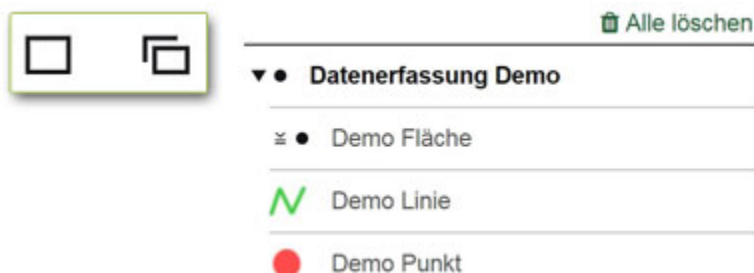 Alle löschen
Datenerfassung Demo
Demo Fläche
Demo Linie
Demo Punkt